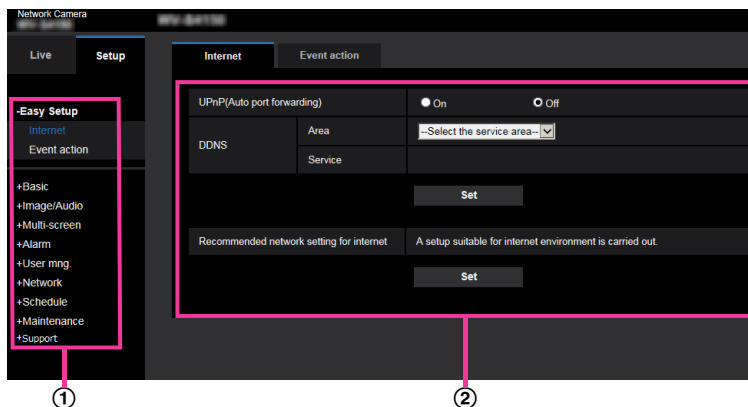 Network Camera
Live Setup
Internet Event action
-Easy Setup
Internet
Event action
+Basic
+Image/Audio
+Multi-screen
+Alarm
+User mng.
+Network
+Schedule
+Maintenance
+Support
UPnP(Auto port forwarding) On Off
DDNS
Area --Select the service area--
Service
Set
Recommended network setting for internet A setup suitable for internet environment is carried out.
Set
① ②